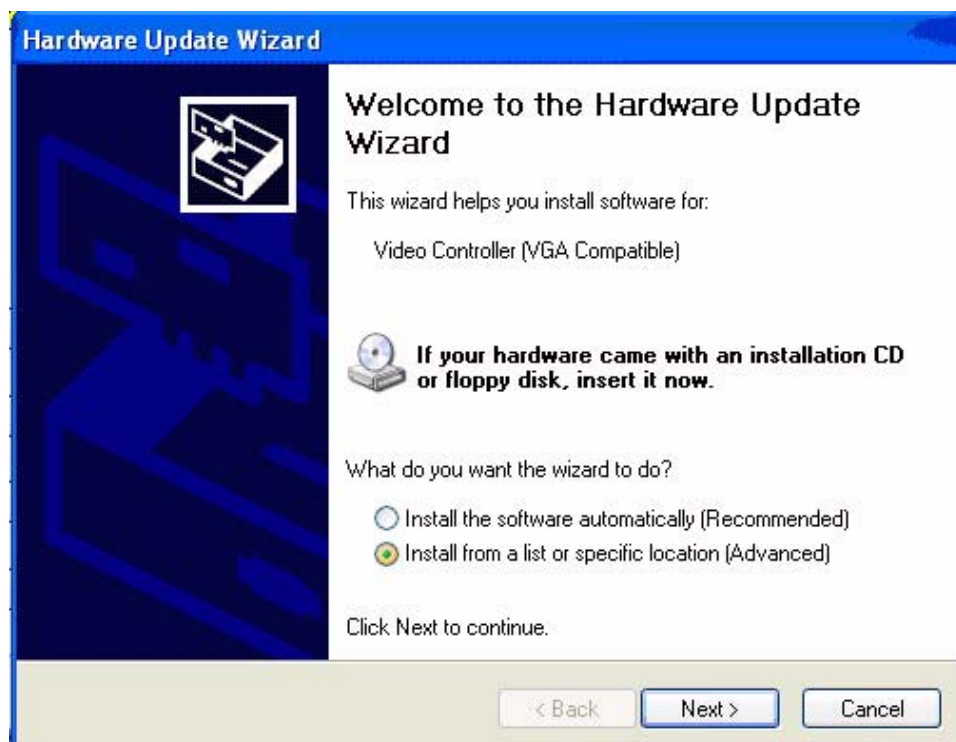 Hardware Update Wizard
Welcome to the Hardware Update
Wizard
This wizard helps you install software for:
Video Controller (VGA Compatible)
If your hardware came with an installation CD
or floppy disk, insert it now.
What do you want the wizard to do?
Install the software automatically (Recommended)
Install from a list or specific location (Advanced)
Click Next to continue.
< Back
Next >
Cancel